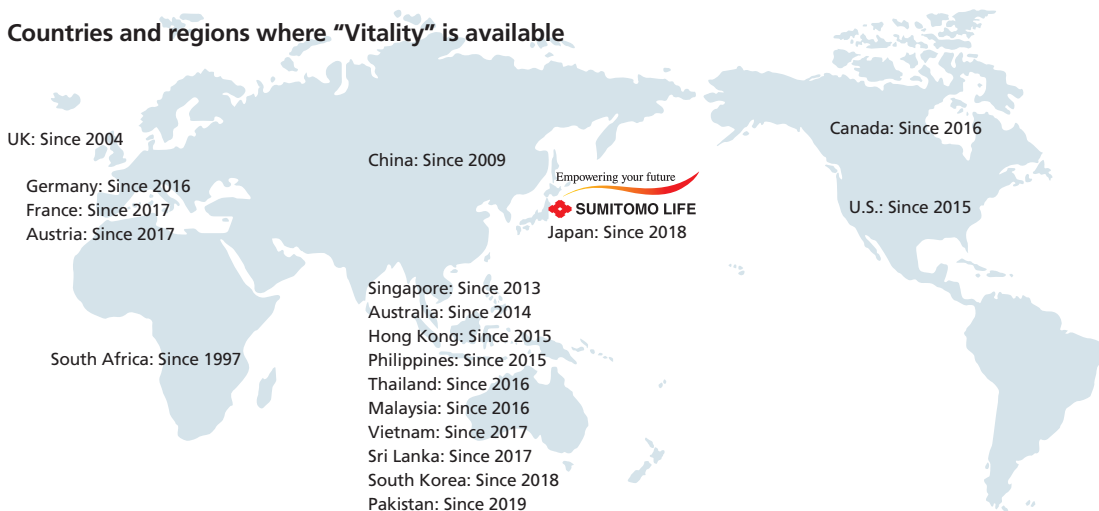 Countries and regions where “Vitality” is available
UK: Since 2004
Germany: Since 2016
France: Since 2017
Austria: Since 2017
South Africa: Since 1997
China: Since 2009
Empowering your future
SUMITOMO LIFE
Japan: Since 2018
Singapore: Since 2013
Australia: Since 2014
Hong Kong: Since 2015
Philippines: Since 2015
Thailand: Since 2016
Malaysia: Since 2016
Vietnam: Since 2017
Sri Lanka: Since 2017
South Korea: Since 2018
Pakistan: Since 2019
Canada: Since 2016
U.S.: Since 2015